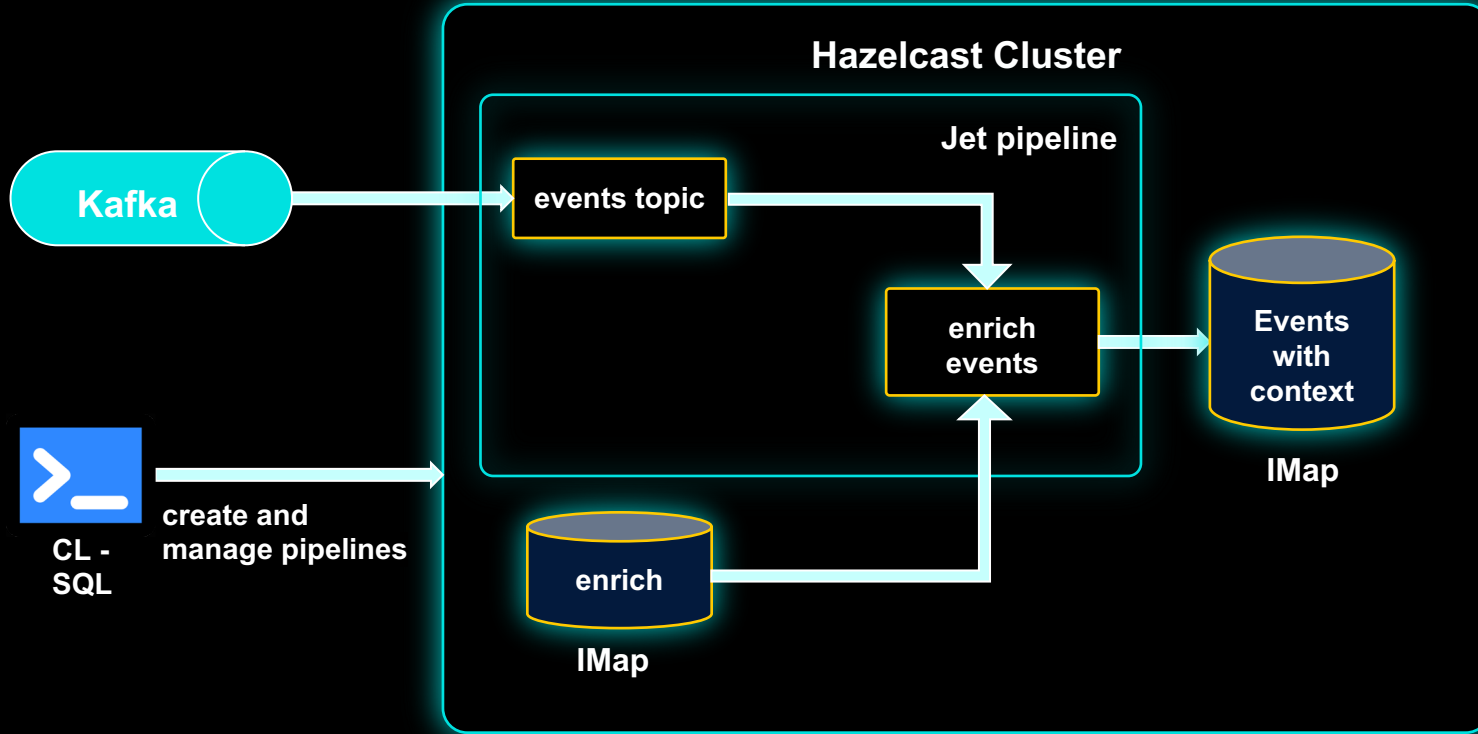 Hazelcast Cluster
Jet pipeline
Kafka
events topic
enrich
events
Events
with
context
IMap
create and
manage pipelines
CL -
SQL
enrich
IMap